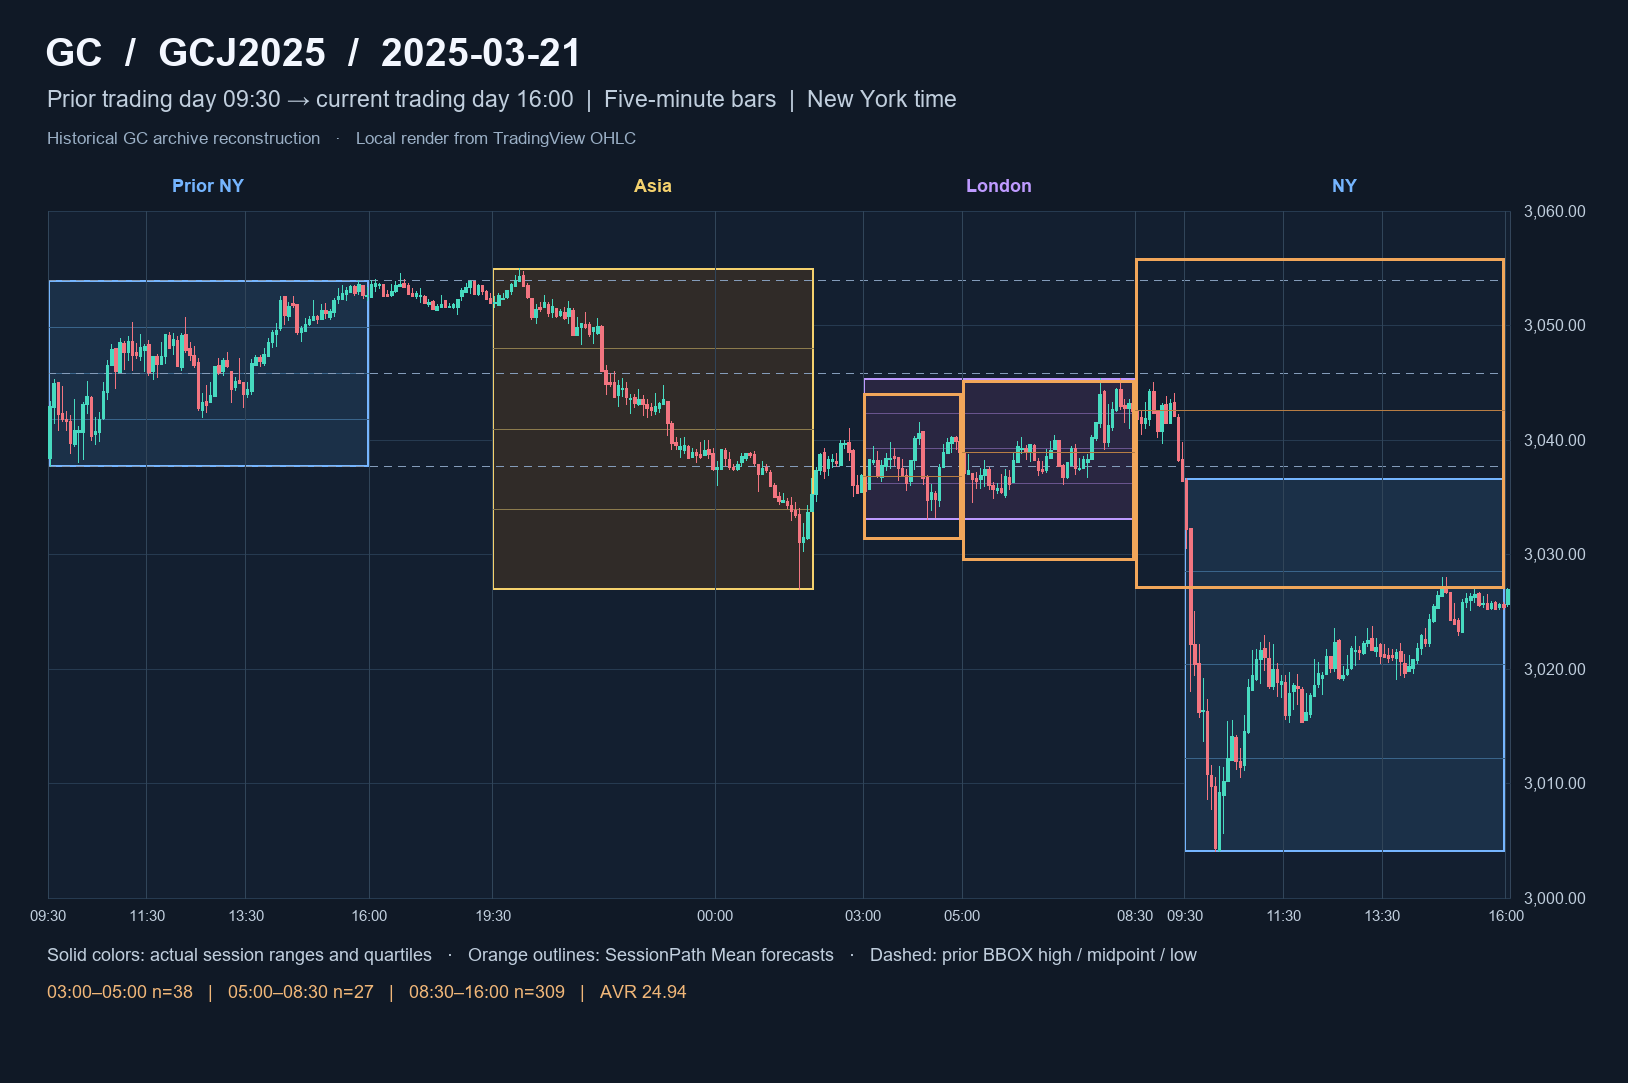 GC / GCJ2025 / 2025-03-21
Prior trading day 09:30 → current trading day 16:00 | Five-minute bars | New York time
Historical GC archive reconstruction · Local render from TradingView OHLC
Prior NY Asia London NY
3,060.00
3,050.00
3,040.00
3,030.00
3,020.00
3,010.00
3,000.00
09:30 11:30 13:30 16:00 19:30 00:00 03:00 05:00 08:30 09:30 11:30 13:30 16:00
Solid colors: actual session ranges and quartiles · Orange outlines: SessionPath Mean forecasts · Dashed: prior BBOX high / midpoint / low
03:00–05:00 n=38 | 05:00–08:30 n=27 | 08:30–16:00 n=309 | AVR 24.94